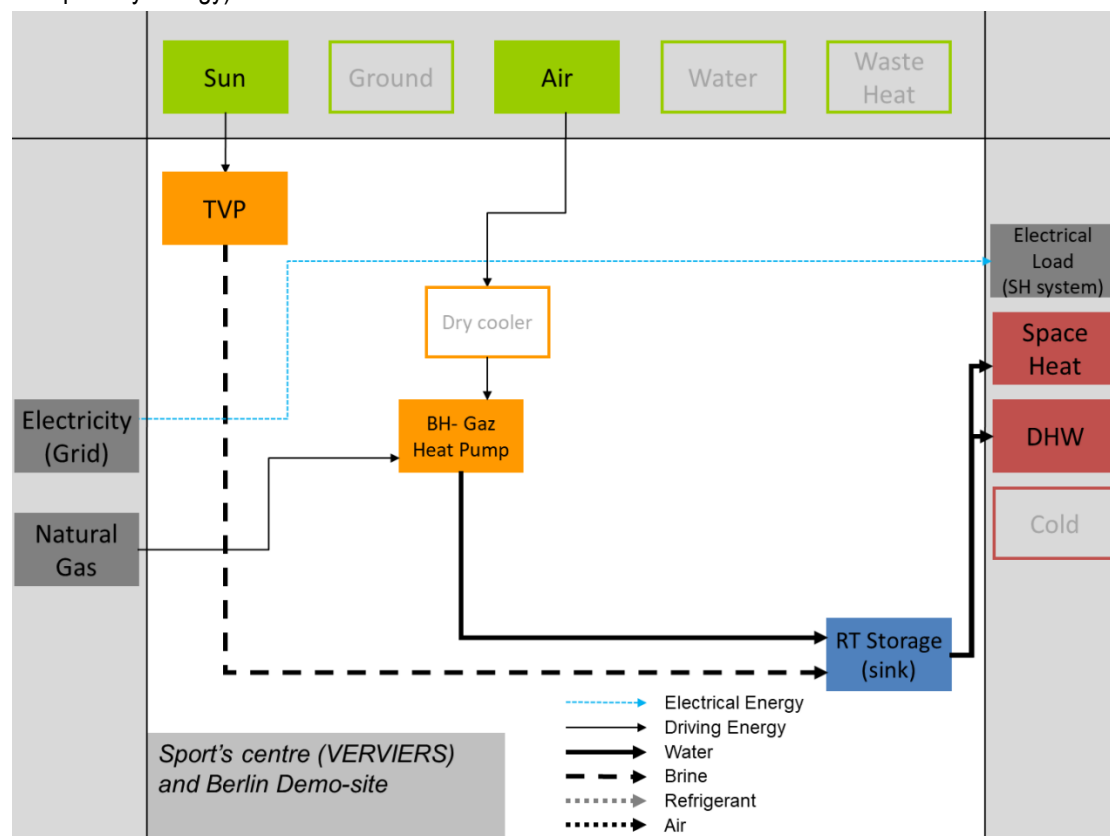 Sun
Ground
Air
Water
Waste
Heat
TVP
Electrical
Load
(SH system)
Dry cooler
Space
Heat
Electricity
(Grid)
BH- Gaz
Heat Pump
DHW
Natural
Gas
Cold
RT Storage
(sink)
Electrical Energy
Driving Energy
Water
Brine
Refrigerant
Air
Sport's centre (VERVIERS)
and Berlin Demo-site